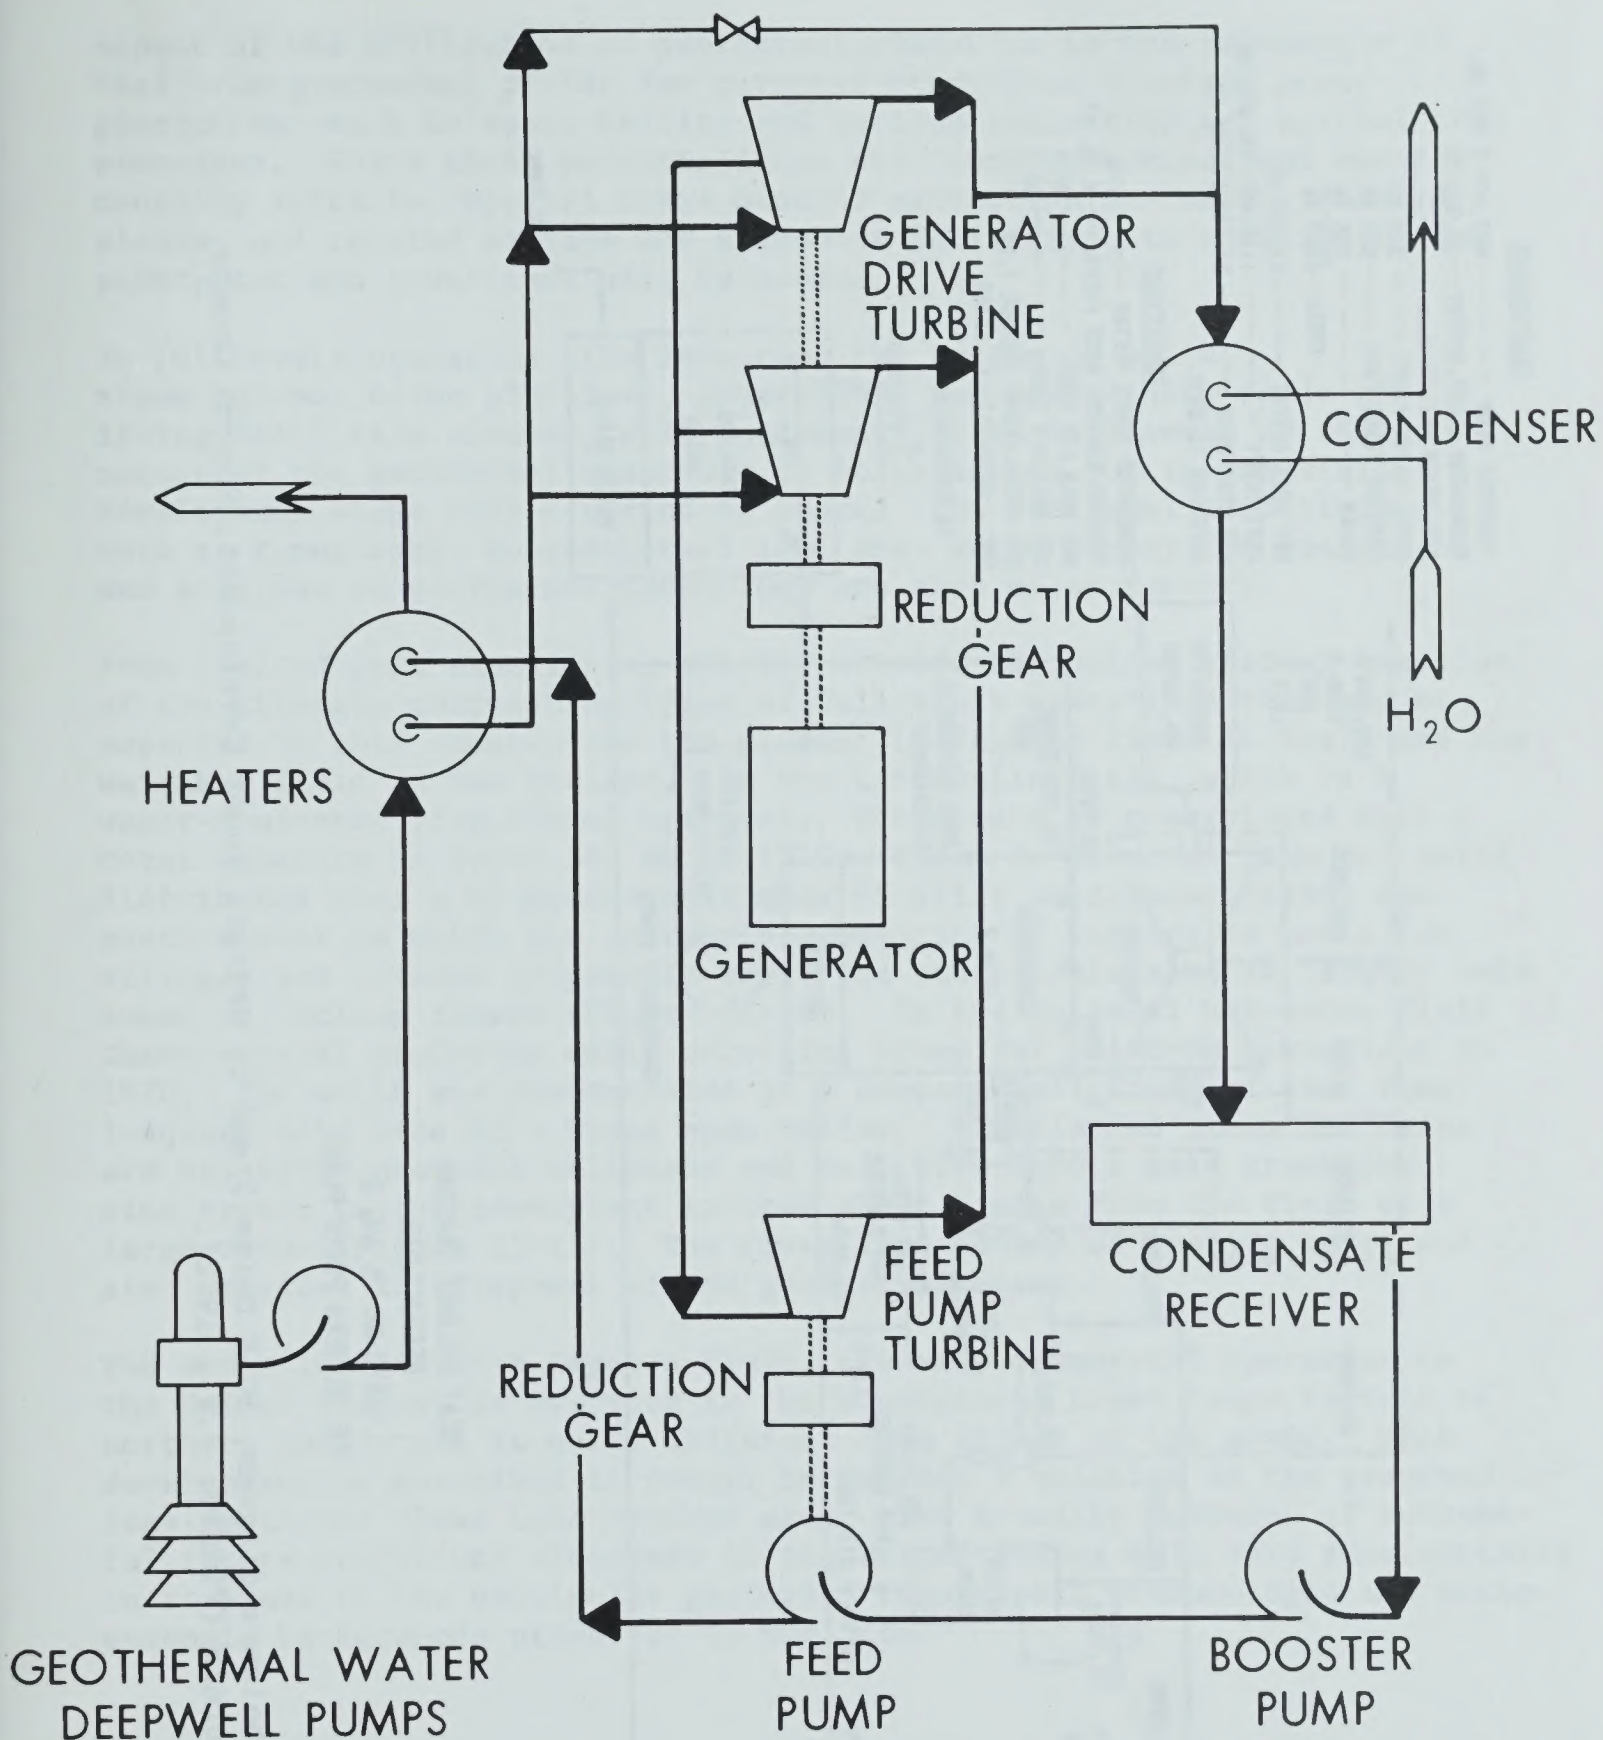 GENERATOR
DRIVE
TURBINE
CONDENSER
REDUCTION
GEAR
H₂O
HEATERS
GENERATOR
CONDENSATE
RECEIVER
FEED
PUMP
TURBINE
REDUCTION
GEAR
GEOTHERMAL WATER
DEEPWELL PUMPS
FEED
PUMP
BOOSTER
PUMP